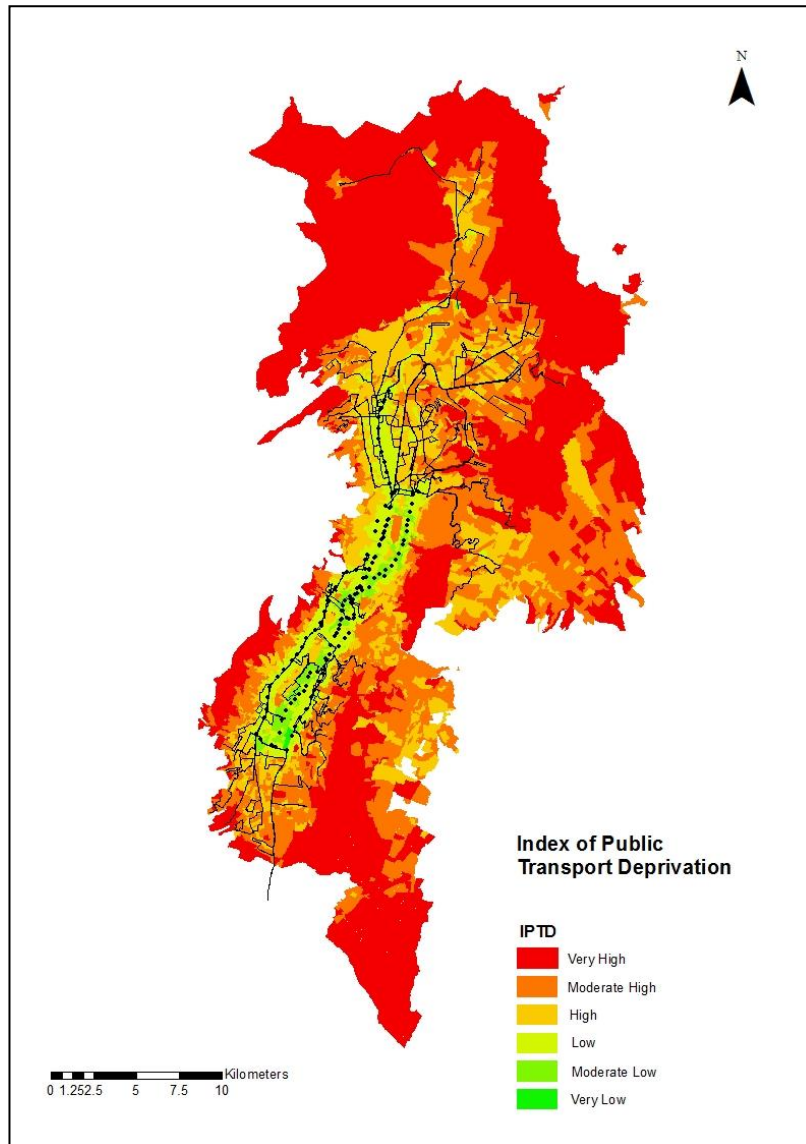 N
Index of Public
Transport Deprivation
IPTD
Very High
Moderate High
High
Low
Moderate Low
Very Low
Kilometers
0 1.252.5 5 7.5 10